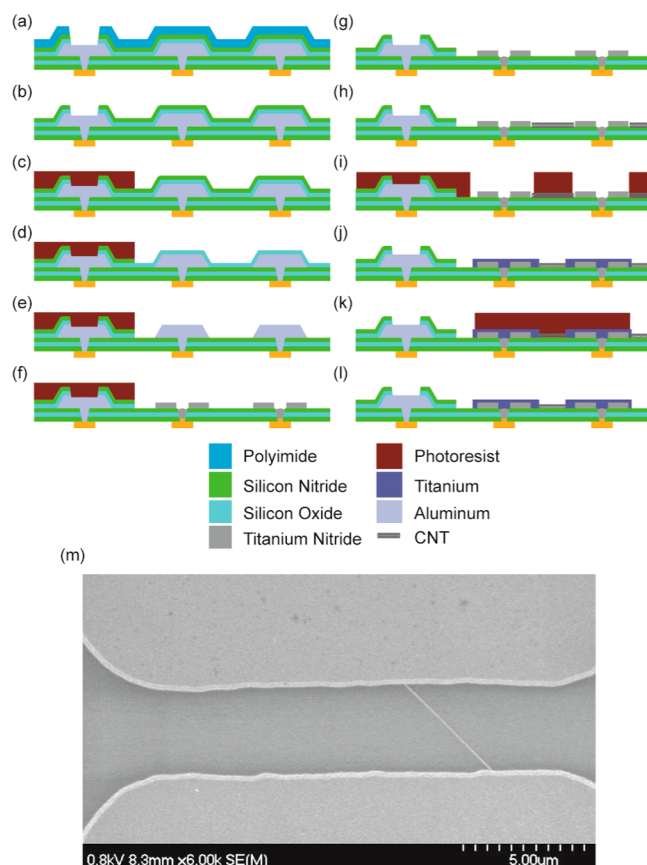 (a)
(b)
(c)
(d)
(e)
(f)
(g)
(h)
(i)
(j)
(k)
(l)
Polyimide
Silicon Nitride
Silicon Oxide
Titanium Nitride
Photoresist
Titanium
Aluminum
CNT
(m)
0.8kV 8.3mm x6.00k SE(M)
5.00um